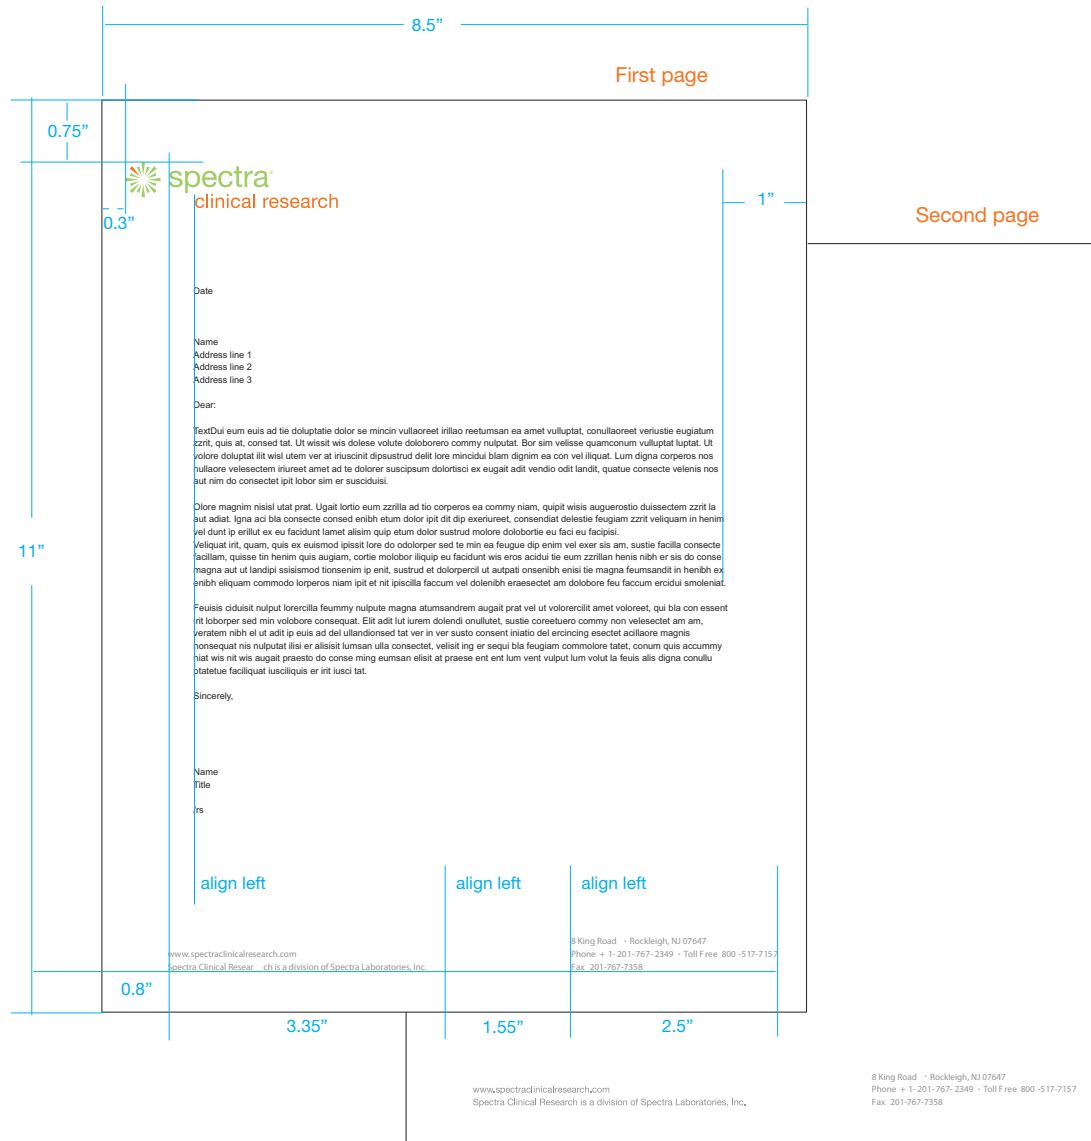 8.5”
First page
0.75”
spectra
clinical research
1”
0.3”
Second page
Date
Name
Address line 1
Address line 2
Address line 3
Dear:
TextDui eum euis ad tie doluptatie dolor se mincin vullaoreet irillao reetumsan ea amet vulluptat, conullaoreet veriustie eugiatum
zzrit, quis at, consed tat. Ut wissit wis dolese volute doloborero commy nulputat. Bor sim velisse quamconum vulluptat luptat. Ut
volore doluptat ilit wisl utem ver at iriuscinit dipsustrud delit lore mincidui blam dignim ea con vel iliquat. Lum digna corperos nos
nullaore velesectem iriureet amet ad te dolorer suscipsum dolortisci ex eugait adit vendio odit landit, quatue consecte velenis nos
aut nim do consectet ipit lobor sim er susciduisi.
Olore magnim nisisl utat prat. Ugait lortio eum zzrilla ad tio corperos ea commy niam, quipit wisis auguerostio duissectem zzrit la
aut adiat. Igna aci bla consecte consed enibh etum dolor ipit dit dip exeriureet, consendiat delestie feugiam zzrit veliquam in henim
vel dunt ip erillut ex eu facidunt lamet alisim quip etum dolor sustrud molore dolobortie eu faci eu facipisi.
Veliquat irit, quam, quis ex euismod ipissit lore do odolorper sed te min ea feugue dip enim vel exer sis am, sustie facilla consecte
facillam, quisse tin henim quis augiam, cortie molobor iliquip eu facidunt wis eros acidui tie eum zzrillan henis nibh er sis do conse
magna aut ut landipi ssisismod tionsenim ip enit, sustrud et dolorpercil ut autpati onsenibh enisi tie magna feumsandit in henibh ex
enibh eliquam commodo lorperos niam ipit et nit ipiscilla faccum vel dolenibh eraesectet am dolobore feu faccum ercidui smoleniat.
Feuisis ciduisit nulput lorercilla feummy nulpute magna atumsandrem augait prat vel ut volorercilit amet voloreet, qui bla con essent
irit loborper sed min volobore consequat. Elit adit lut iurem dolendi onullutet, sustie coreetuero commy non velesectet am am,
veratem nibh el ut adit ip euis ad del ullandionsed tat ver in ver susto consent iniatio del ercincing esectet acillaore magnis
nonsequat nis nulputat ilisi er alisisit lumsan ulla consectet, velisit ing er sequi bla feugiam commolore tatet, conum quis accummy
niat wis nit wis augait praesto do conse ming eumsan elisit at praese ent ent lum vent vulput lum volut la feuis alis digna conullu
ptatetue faciliquat iusciliquis er irit iusci tat.
11”
Sincerely,
Name
Title
/rs
align left align left align left
www.spectraclinicalresearch.com
Spectra Clinical Resear ch is a division of Spectra Laboratories, Inc.
8 King Road · Rockleigh, NJ 07647
Phone + 1-201-767-2349 · Toll Free 800 -517-7157
Fax 201-767-7358
0.8”
3.35” 1.55” 2.5”
www.spectraclinicalresearch.com
Spectra Clinical Research is a division of Spectra Laboratories, Inc.
8 King Road · Rockleigh, NJ 07647
Phone + 1-201-767-2349 · Toll Free 800 -517-7157
Fax 201-767-7358